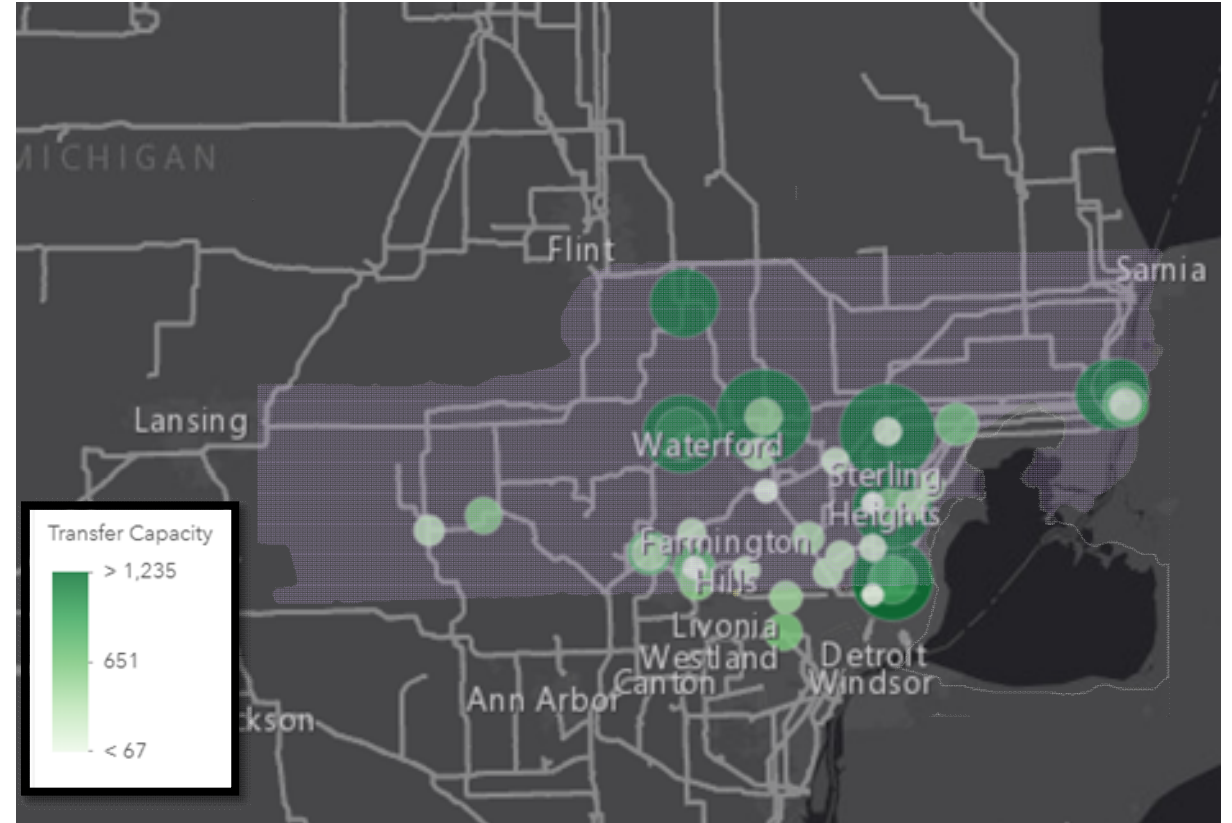 MICHIGAN
Flint
Sarnia
Lansing
Waterford
Sterling
Heights
Farmington
Hills
Livonia
Westland
Canton
Detroit
Windsor
Ann Arbor
kson
Transfer Capacity
> 1,235
651
< 67